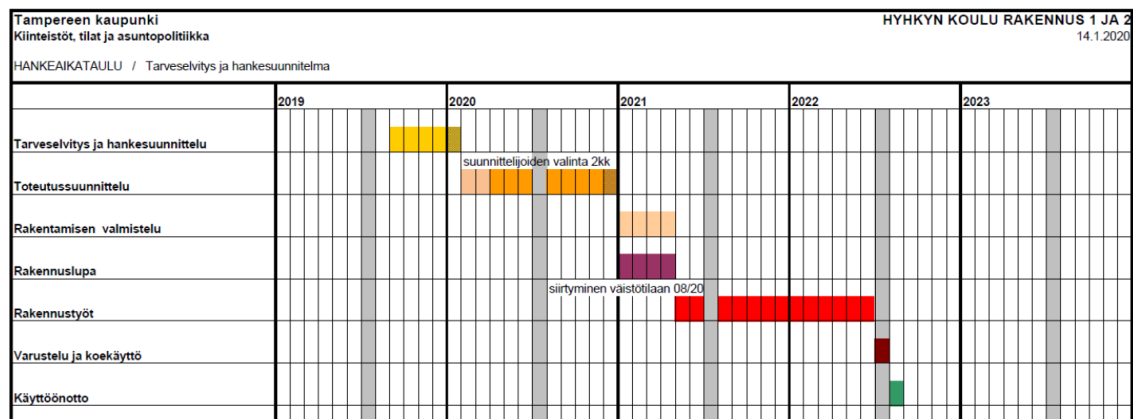 Tampereen kaupunki
HYHKYN KOULU RAKENNUS 1 JA 2
Kiinteistöt, tilat ja asuntopolitiikka
14.1.2020
HANKEAIKATAULU / Tarveselvitys ja hankesuunnitelma
2019 2020 2021 2022 2023
Tarveselvitys ja hankesuunnittelu
suunnittelijoiden valinta 2kk
Toteutussuunnittelu
Rakentamisen valmistelu
Rakennuslupa
siirtyminen väistötilaan 08/20
Rakennustyöt
Varustelu ja koekäyttö
Käyttöönotto